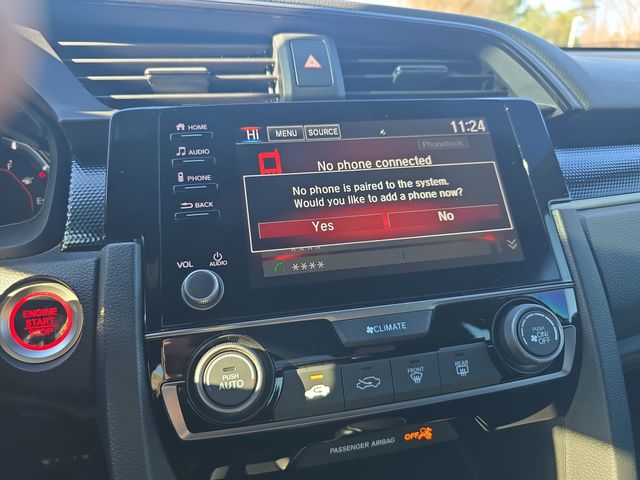 HOME
AUDIO
PHONE
BACK
VOL
AUDIO
Hi MENU SOURCE
11:24
Phonebook
No phone connected
No phone is paired to the system.
Would you like to add a phone now?
Yes
No
****
****
ENGINE
START
STOP
CLIMATE
PUSH
AUTO
FRONT
REAR
PUSH
ON/
OFF
PASSENGER AIRBAG OFF